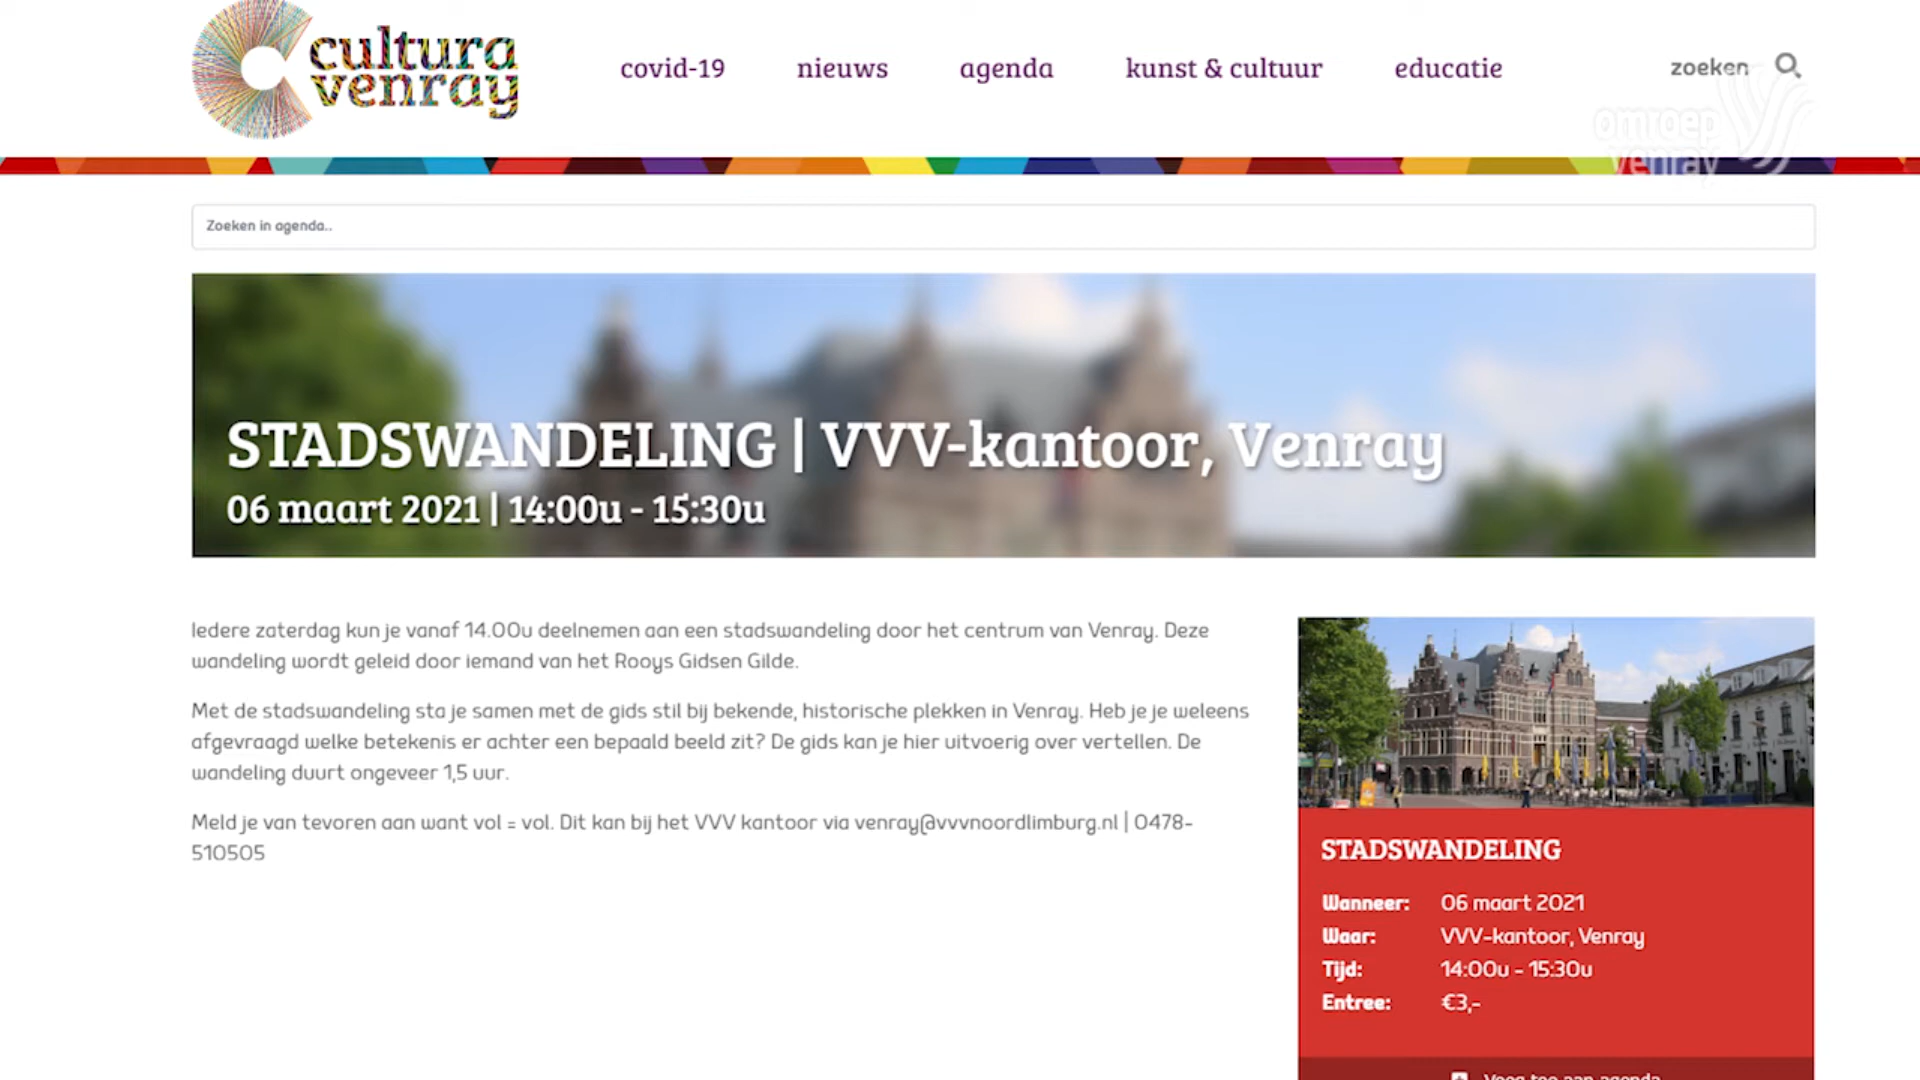 cultura
venray
covid-19
nieuws
agenda
kunst & cultuur
educatie
zoeken
omroep
venray
Zoeken in agenda..
STADSWANDELING | VVV-kantoor, Venray
06 maart 2021 | 14:00u - 15:30u
Iedere zaterdag kun je vanaf 14.00u deelnemen aan een stadswandeling door het centrum van Venray. Deze
wandeling wordt geleid door iemand van het Rooys Gidsen Gilde.
Met de stadswandeling sta je samen met de gids stil bij bekende, historische plekken in Venray. Heb je je weleens
afgevraagd welke betekenis er achter een bepaald beeld zit? De gids kan je hier uitvoerig over vertellen. De
wandeling duurt ongeveer 1,5 uur.
Meld je van tevoren aan want vol = vol. Dit kan bij het VVV kantoor via venray@vvvnoordlimburg.nl | 0478-
510505
STADSWANDELING
Wanneer: 06 maart 2021
Waar: VVV-kantoor, Venray
Tijd: 14:00u - 15:30u
Entree: €3,-
Voeg toe aan agenda